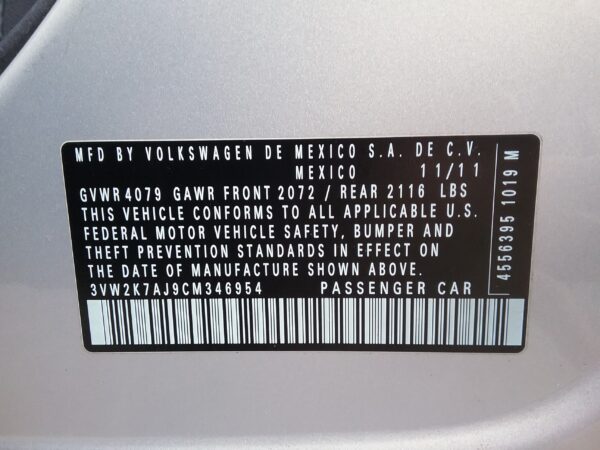 MFD BY VOLKSWAGEN DE MEXICO S.A. DE C.V.
MEXICO 11/11
GVWR 4079 GAWR FRONT 2072 / REAR 2116 LBS
THIS VEHICLE CONFORMS TO ALL APPLICABLE U.S.
FEDERAL MOTOR VEHICLE SAFETY, BUMPER AND
THEFT PREVENTION STANDARDS IN EFFECT ON
THE DATE OF MANUFACTURE SHOWN ABOVE.
3VW2K7AJ9CM346954 PASSENGER CAR
4556395 1019 M